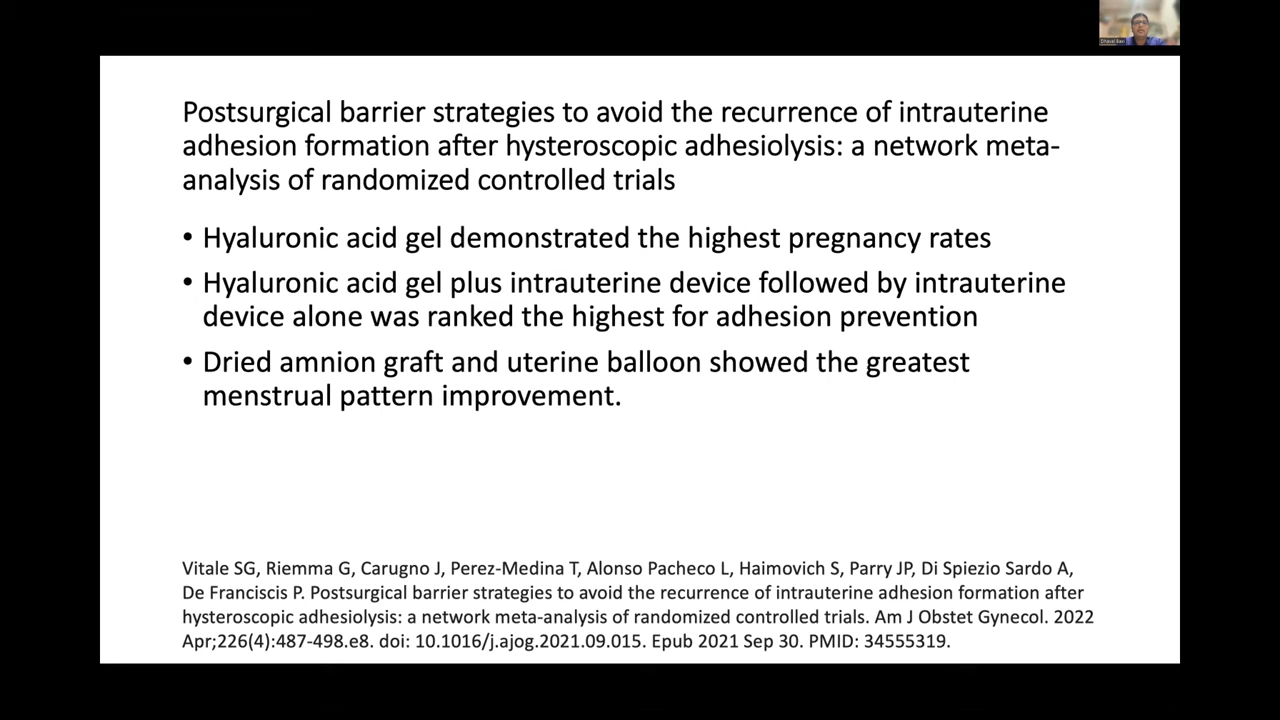 Postsurgical barrier strategies to avoid the recurrence of intrauterine
adhesion formation after hysteroscopic adhesiolysis: a network meta-
analysis of randomized controlled trials
• Hyaluronic acid gel demonstrated the highest pregnancy rates
• Hyaluronic acid gel plus intrauterine device followed by intrauterine
device alone was ranked the highest for adhesion prevention
• Dried amnion graft and uterine balloon showed the greatest
menstrual pattern improvement.
Vitale SG, Riemma G, Carugno J, Perez-Medina T, Alonso Pacheco L, Haimovich S, Parry JP, Di Spiezio Sardo A,
De Franciscis P. Postsurgical barrier strategies to avoid the recurrence of intrauterine adhesion formation after
hysteroscopic adhesiolysis: a network meta-analysis of randomized controlled trials. Am J Obstet Gynecol. 2022
Apr;226(4):487-498.e8. doi: 10.1016/j.ajog.2021.09.015. Epub 2021 Sep 30. PMID: 34555319.